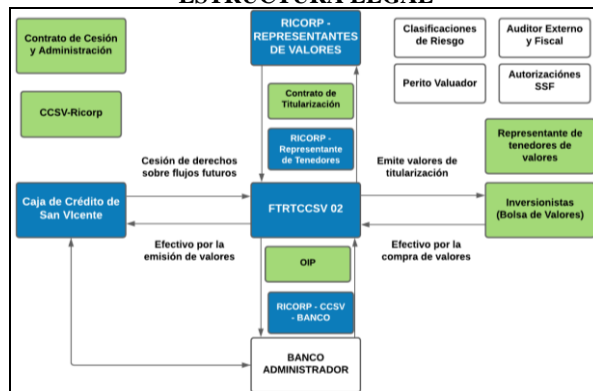 ESTRUCTURA LEGAL
Contrato de Cesión
y Administración
RICORP -
REPRESENTANTES
DE VALORES
Clasificaciones
de Riesgo
Auditor Externo
y Fiscal
Perito Valuador
Autorizaciónes
SSF
CCSV-Ricorp
Contrato de
Titularización
RICORP -
Representante
de Tenedores
Representante de
tenedores de
valores
Cesión de derechos
sobre flujos futuros
Emite valores de
titularización
Caja de Crédito de
San VIcente
FTRTCCSV 02
Inversionistas
(Bolsa de Valores)
Efectivo por la
emisión de valores
Efectivo por la
compra de valores
OIP
RICORP - CCSV
- BANCO
BANCO
ADMINISTRADOR